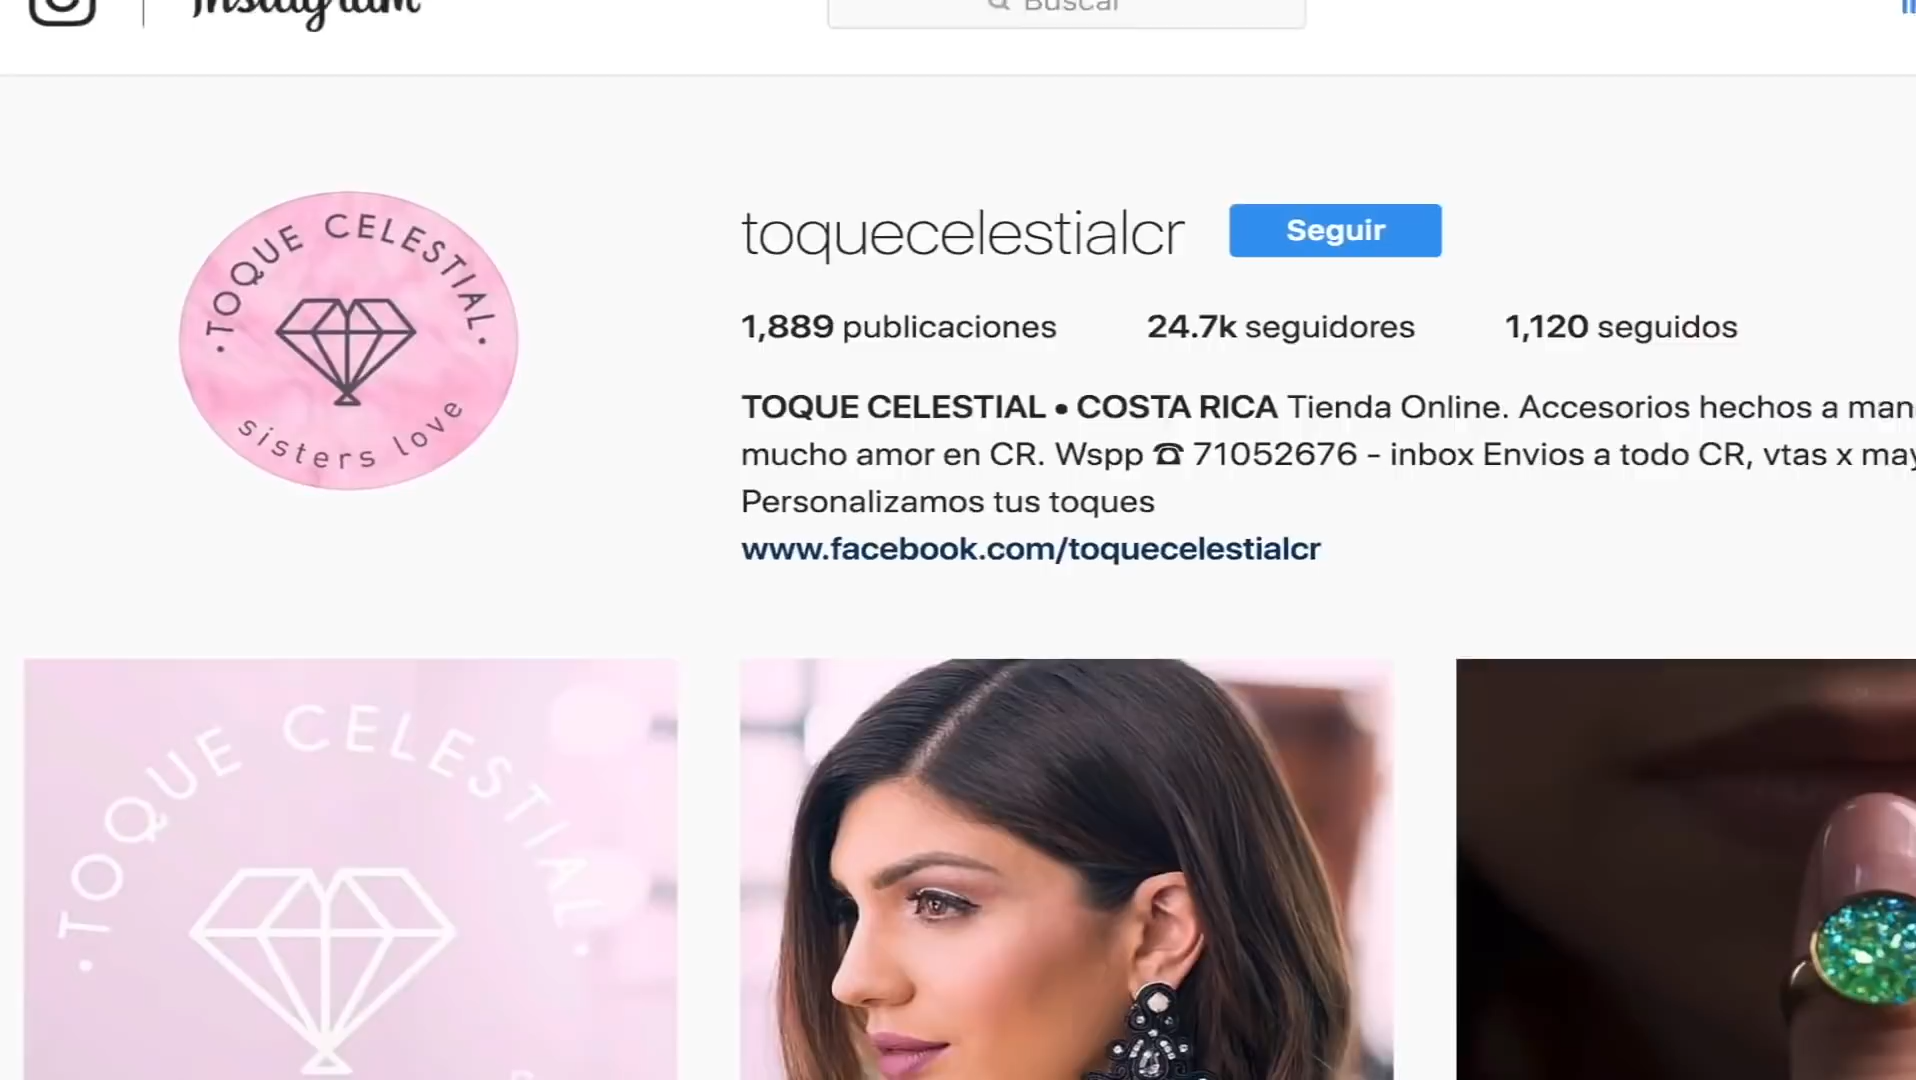 Instagram
Buscar
TOQUE CELESTIAL
sisters love
toquecelestialcr
Seguir
1,889 publicaciones 24.7k seguidores 1,120 seguidos
TOQUE CELESTIAL • COSTA RICA Tienda Online. Accesorios hechos a
mucho amor en CR. Wspp ☎ 71052676 - inbox Envios a todo CR, vtas x
Personalizamos tus toques
www.facebook.com/toquecelestialcr
TOQUE CELESTIAL